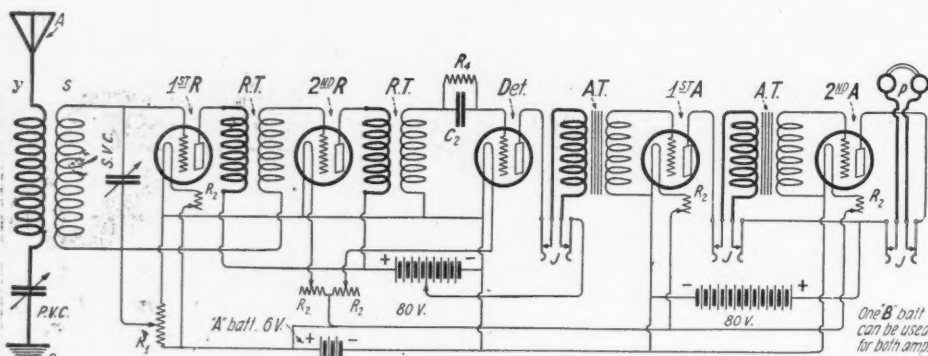 A
y
S
S.V.C.
P.V.C.
1ST R
R.T.
2ND R
R.T.
R4
C2
Det.
A.T.
1ST A
A.T.
2ND A
P
R2
R2
R2
R2
R2
R1
J
J
J
+ -
80 V.
- +
80 V.
"A" batt. 6 V.
+ -
One "B" batt
can be used
for both amp